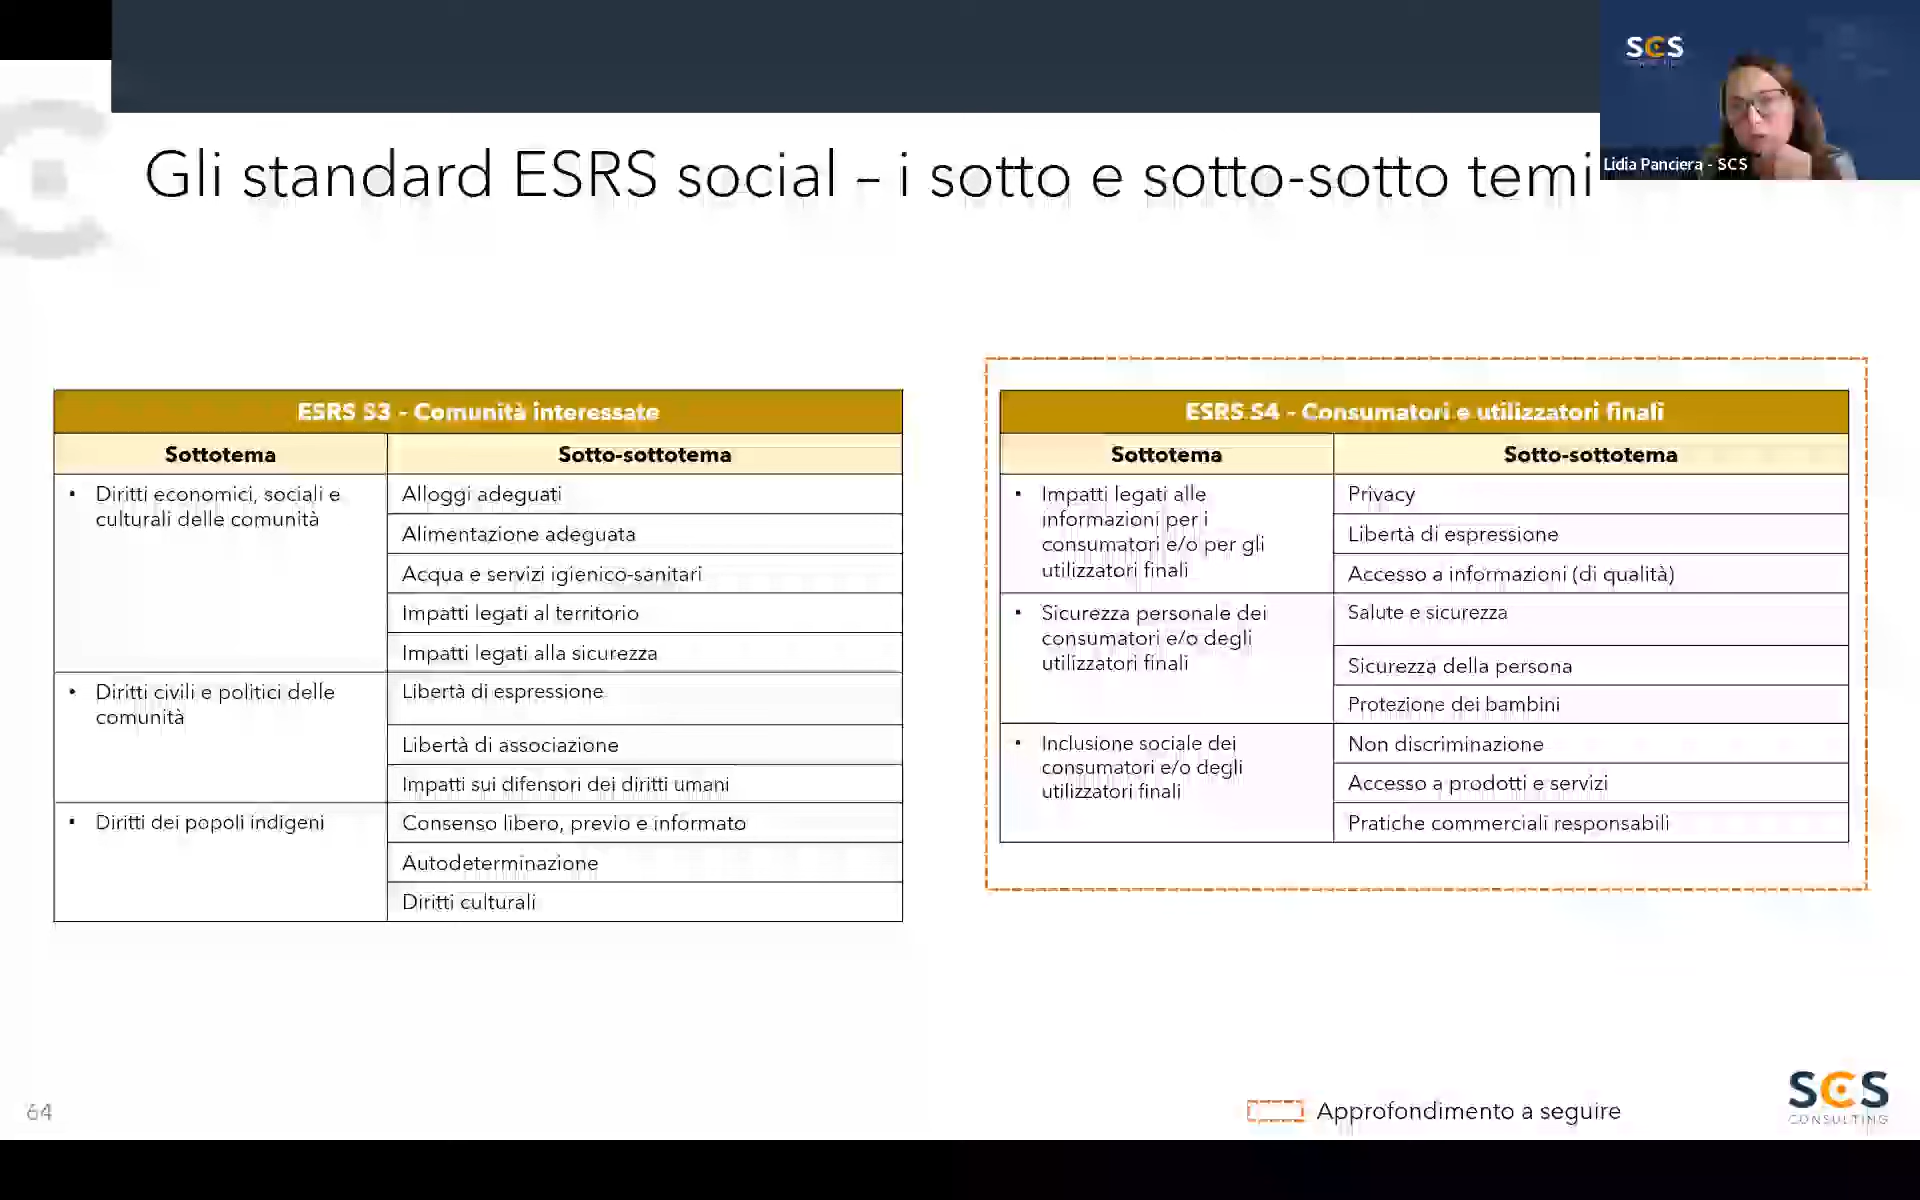 SCS
Lidia Panciera - SCS
Gli standard ESRS social – i sotto e sotto-sotto temi
ESRS S3 - Comunità interessate
Sottotema
Sotto-sottotema
• Diritti economici, sociali e
culturali delle comunità
Alloggi adeguati
Alimentazione adeguata
Acqua e servizi igienico-sanitari
Impatti legati al territorio
Impatti legati alla sicurezza
• Diritti civili e politici delle
comunità
Libertà di espressione
Libertà di associazione
Impatti sui difensori dei diritti umani
• Diritti dei popoli indigeni
Consenso libero, previo e informato
Autodeterminazione
Diritti culturali
ESRS S4 - Consumatori e utilizzatori finali
Sottotema
Sotto-sottotema
• Impatti legati alle
informazioni per i
consumatori e/o per gli
utilizzatori finali
Privacy
Libertà di espressione
Accesso a informazioni (di qualità)
• Sicurezza personale dei
consumatori e/o degli
utilizzatori finali
Salute e sicurezza
Sicurezza della persona
Protezione dei bambini
• Inclusione sociale dei
consumatori e/o degli
utilizzatori finali
Non discriminazione
Accesso a prodotti e servizi
Pratiche commerciali responsabili
64
Approfondimento a seguire
SCS
CONSULTING